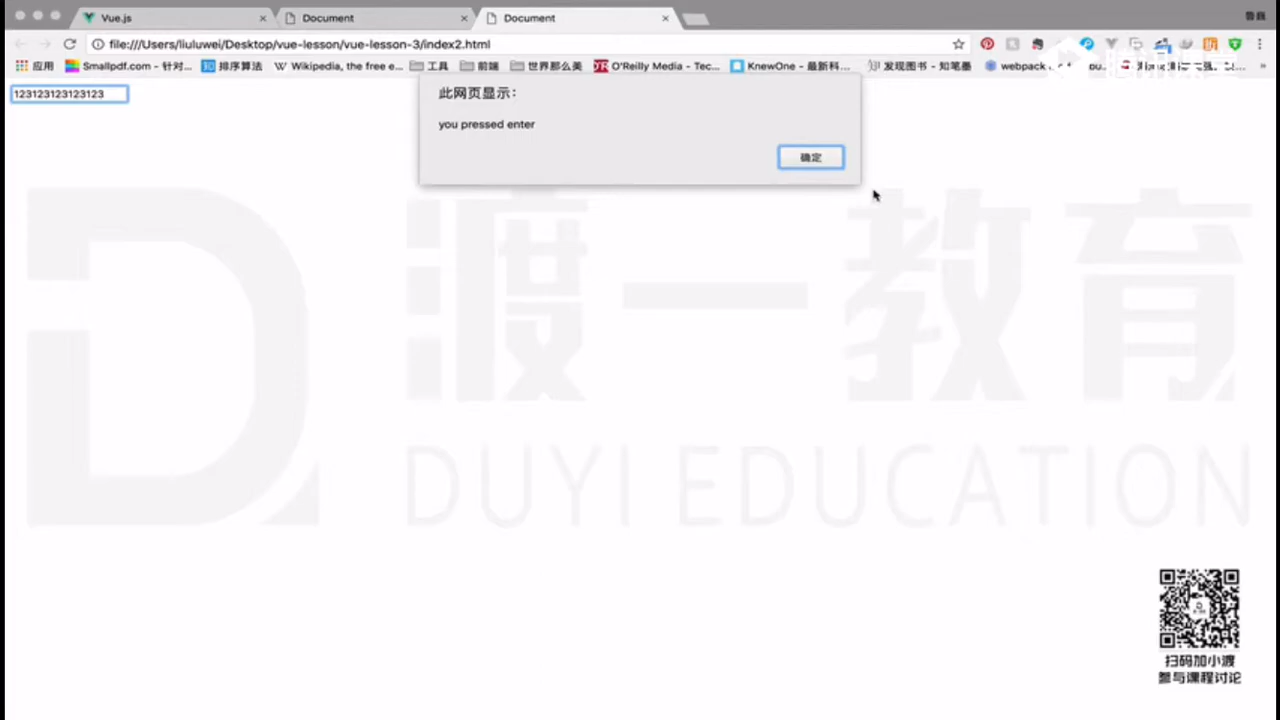 Vue.js
Document
Document
file:///Users/liuluwei/Desktop/vue-lesson/vue-lesson-3/index2.html
应用
Smallpdf.com - 针对...
排序算法
Wikipedia, the free e...
工具
前端
世界那么美
O'Reilly Media - Tec...
KnewOne - 最新科...
发现图书 - 知笔墨
webpack
123123123123123
此网页显示：
you pressed enter
确定
渡一教育
DUYI EDUCATION
扫码加小渡
参与课程讨论